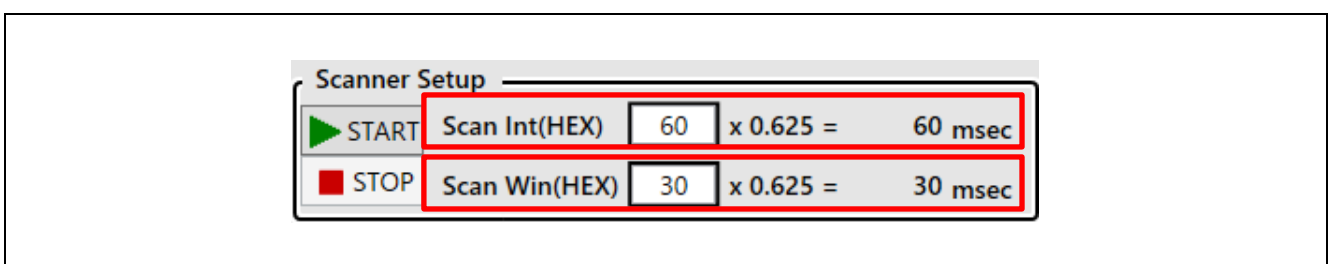 Scanner Setup
START Scan Int(HEX) 60 x 0.625 = 60 msec
STOP Scan Win(HEX) 30 x 0.625 = 30 msec